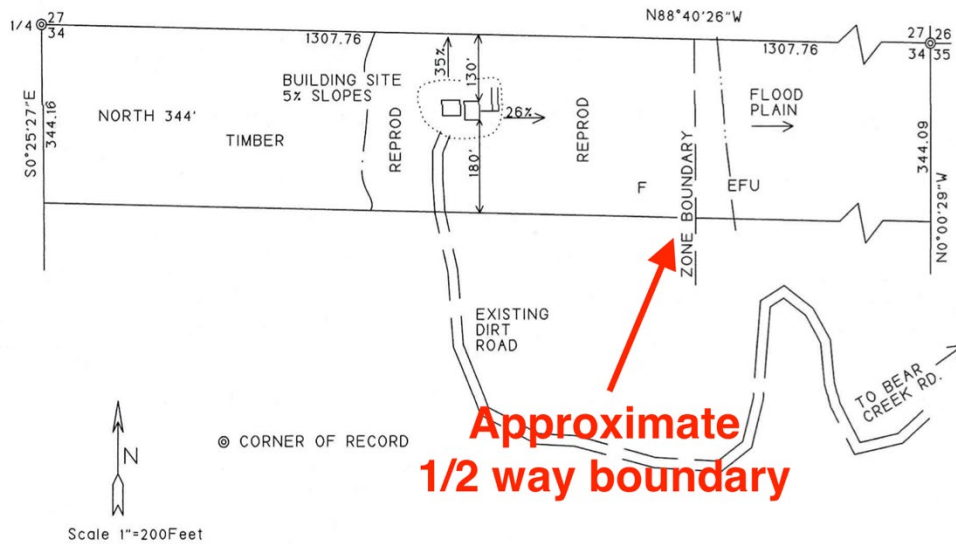 N88°40'26"W
1/4 27
34
1307.76
1307.76
27 26
34 35
S0°25'27"E
344.16
NORTH 344'
TIMBER
BUILDING SITE
5% SLOPES
35%
130'
26%
180'
REPROD
REPROD
F
ZONE BOUNDARY
EFU
FLOOD
PLAIN
344.09
N0°00'29"W
EXISTING
DIRT
ROAD
TO BEAR
CREEK RD.
Approximate
1/2 way boundary
N
CORNER OF RECORD
Scale 1"=200Feet